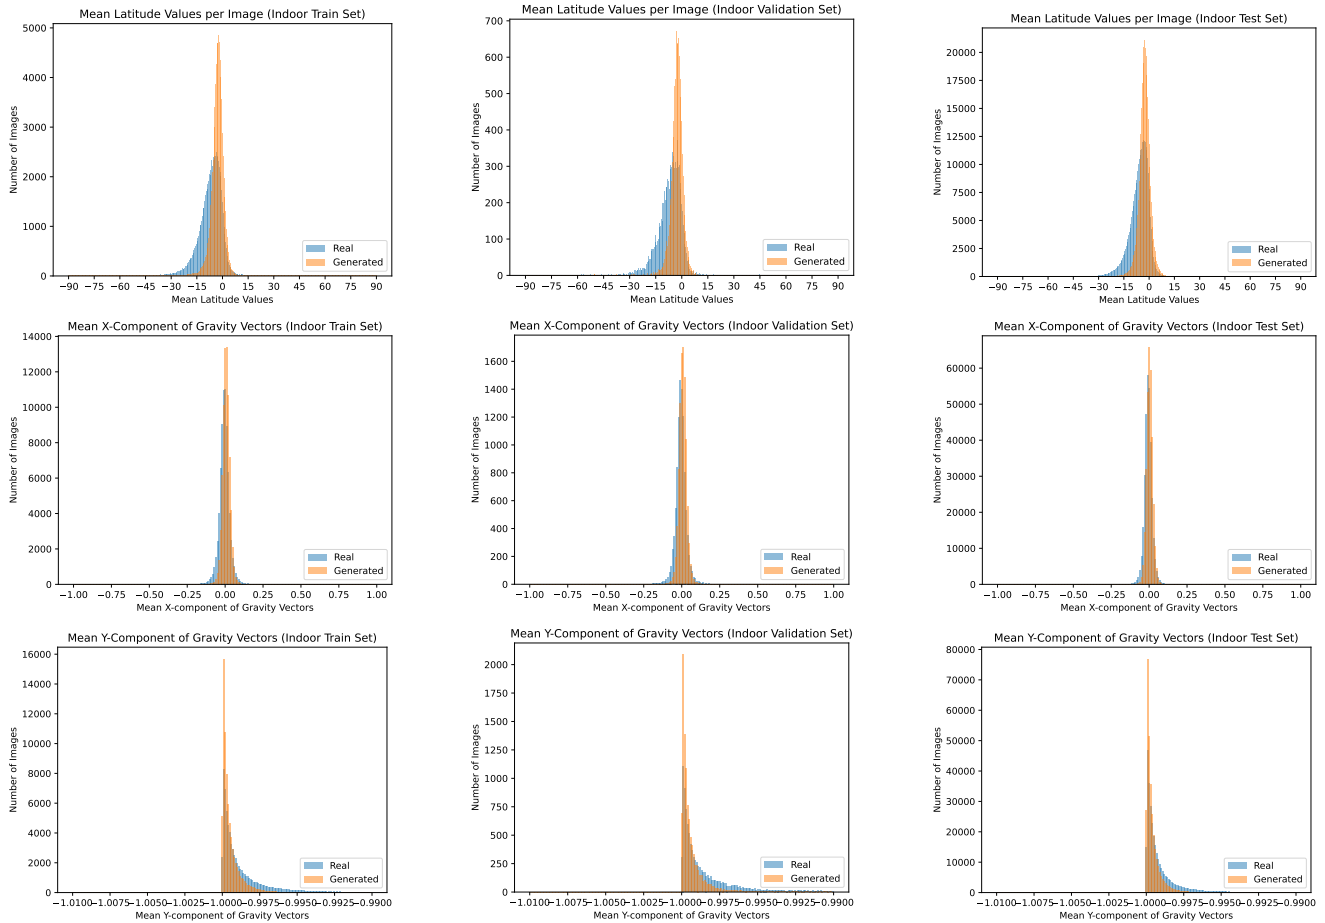 Mean Latitude Values per Image (Indoor Train Set)
Number of Images
5000
4000
3000
2000
1000
0
−90 −75 −60 −45 −30 −15 0 15 30 45 60 75 90
Mean Latitude Values
Real
Generated
Mean Latitude Values per Image (Indoor Validation Set)
Number of Images
700
600
500
400
300
200
100
0
−90 −75 −60 −45 −30 −15 0 15 30 45 60 75 90
Mean Latitude Values
Real
Generated
Mean Latitude Values per Image (Indoor Test Set)
Number of Images
20000
17500
15000
12500
10000
7500
5000
2500
0
−90 −75 −60 −45 −30 −15 0 15 30 45 60 75 90
Mean Latitude Values
Real
Generated
Mean X-Component of Gravity Vectors (Indoor Train Set)
Number of Images
14000
12000
10000
8000
6000
4000
2000
0
−1.00 −0.75 −0.50 −0.25 0.00 0.25 0.50 0.75 1.00
Mean X-component of Gravity Vectors
Real
Generated
Mean X-Component of Gravity Vectors (Indoor Validation Set)
Number of Images
1600
1400
1200
1000
800
600
400
200
0
−1.00 −0.75 −0.50 −0.25 0.00 0.25 0.50 0.75 1.00
Mean X-component of Gravity Vectors
Real
Generated
Mean X-Component of Gravity Vectors (Indoor Test Set)
Number of Images
60000
50000
40000
30000
20000
10000
0
−1.00 −0.75 −0.50 −0.25 0.00 0.25 0.50 0.75 1.00
Mean X-component of Gravity Vectors
Real
Generated
Mean Y-Component of Gravity Vectors (Indoor Train Set)
Number of Images
16000
14000
12000
10000
8000
6000
4000
2000
0
−1.0100 −1.0075 −1.0050 −1.0025 −1.0000 −0.9975 −0.9950 −0.9925 −0.9900
Mean Y-component of Gravity Vectors
Real
Generated
Mean Y-Component of Gravity Vectors (Indoor Validation Set)
Number of Images
2000
1750
1500
1250
1000
750
500
250
0
−1.0100 −1.0075 −1.0050 −1.0025 −1.0000 −0.9975 −0.9950 −0.9925 −0.9900
Mean Y-component of Gravity Vectors
Real
Generated
Mean Y-Component of Gravity Vectors (Indoor Test Set)
Number of Images
80000
70000
60000
50000
40000
30000
20000
10000
0
−1.0100 −1.0075 −1.0050 −1.0025 −1.0000 −0.9975 −0.9950 −0.9925 −0.9900
Mean Y-component of Gravity Vectors
Real
Generated